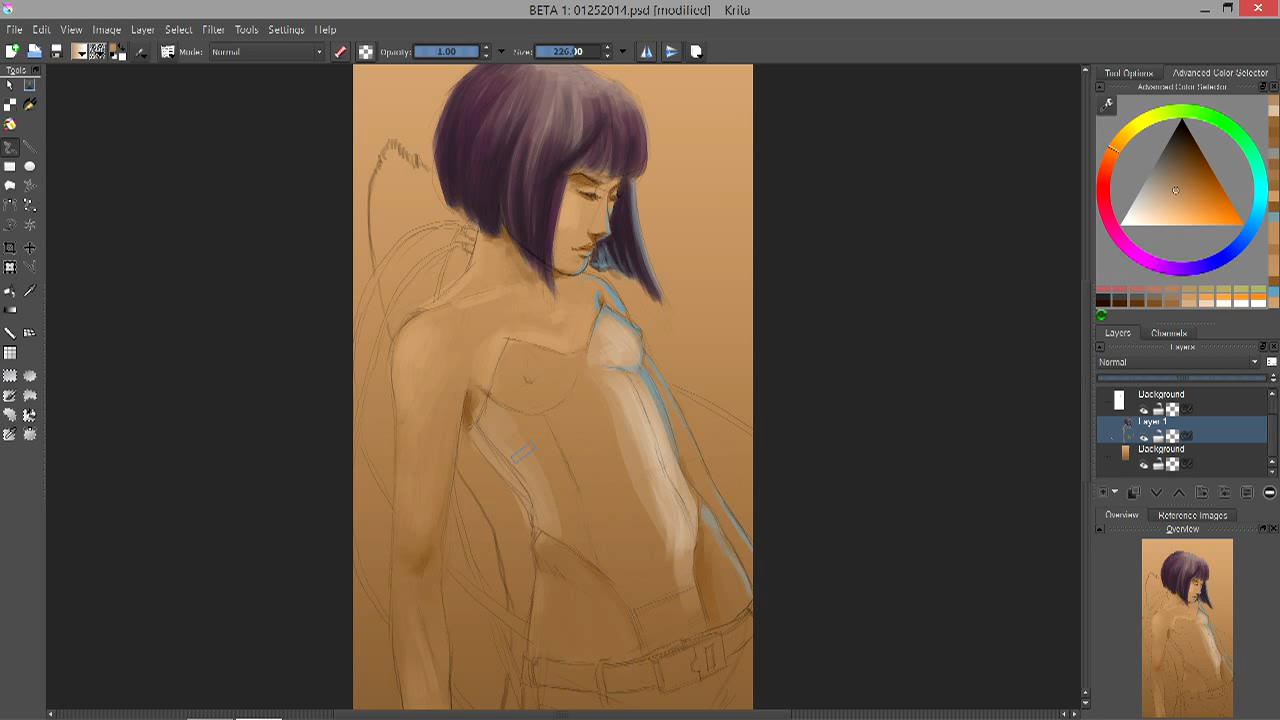 BETA 1: 01252014.psd [modified] Krita
File Edit View Image Layer Select Filter Tools Settings Help
Mode: Normal Opacity: 1.00 Size: 226.00
Tools
Tool Options Advanced Color Selector
Advanced Color Selector
Layers Channels
Layers
Normal
Background
Layer 1
Background
Overview Reference Images
Overview